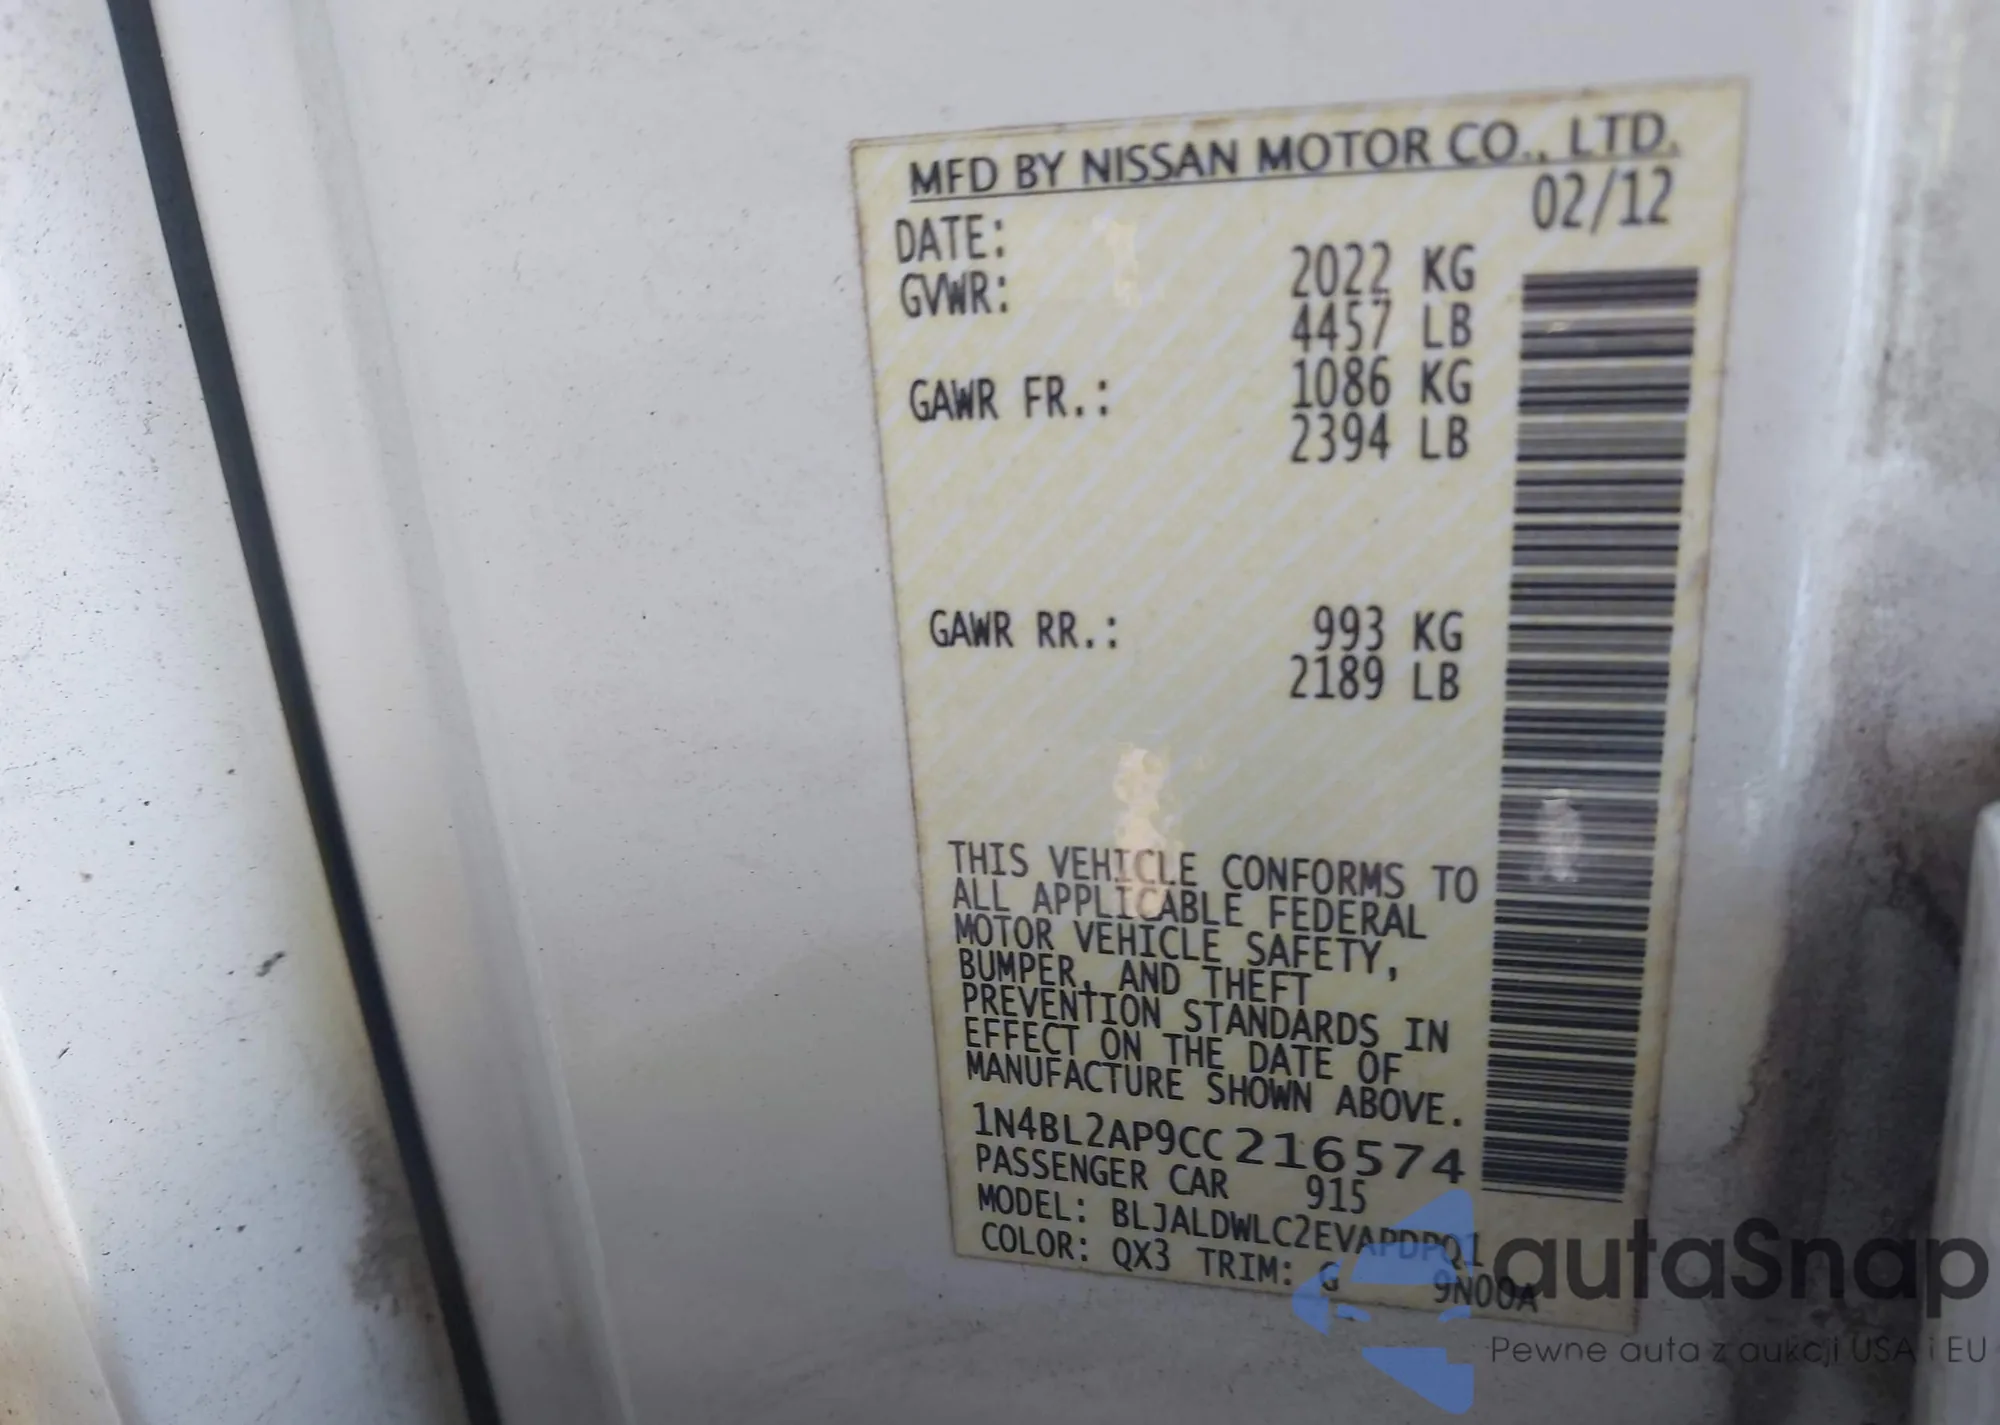 MFD BY NISSAN MOTOR CO., LTD.
DATE: 02/12
GVWR: 2022 KG
4457 LB
GAWR FR.: 1086 KG
2394 LB
GAWR RR.: 993 KG
2189 LB
THIS VEHICLE CONFORMS TO
ALL APPLICABLE FEDERAL
MOTOR VEHICLE SAFETY,
BUMPER, AND THEFT
PREVENTION STANDARDS IN
EFFECT ON THE DATE OF
MANUFACTURE SHOWN ABOVE.
1N4BL2AP9CC216574
PASSENGER CAR 915
MODEL: BLJALDWLC2EVAPDPQ1
COLOR: QX3 TRIM: G 9N00A
autaSnap
Pewne auta z aukcji USA i EU